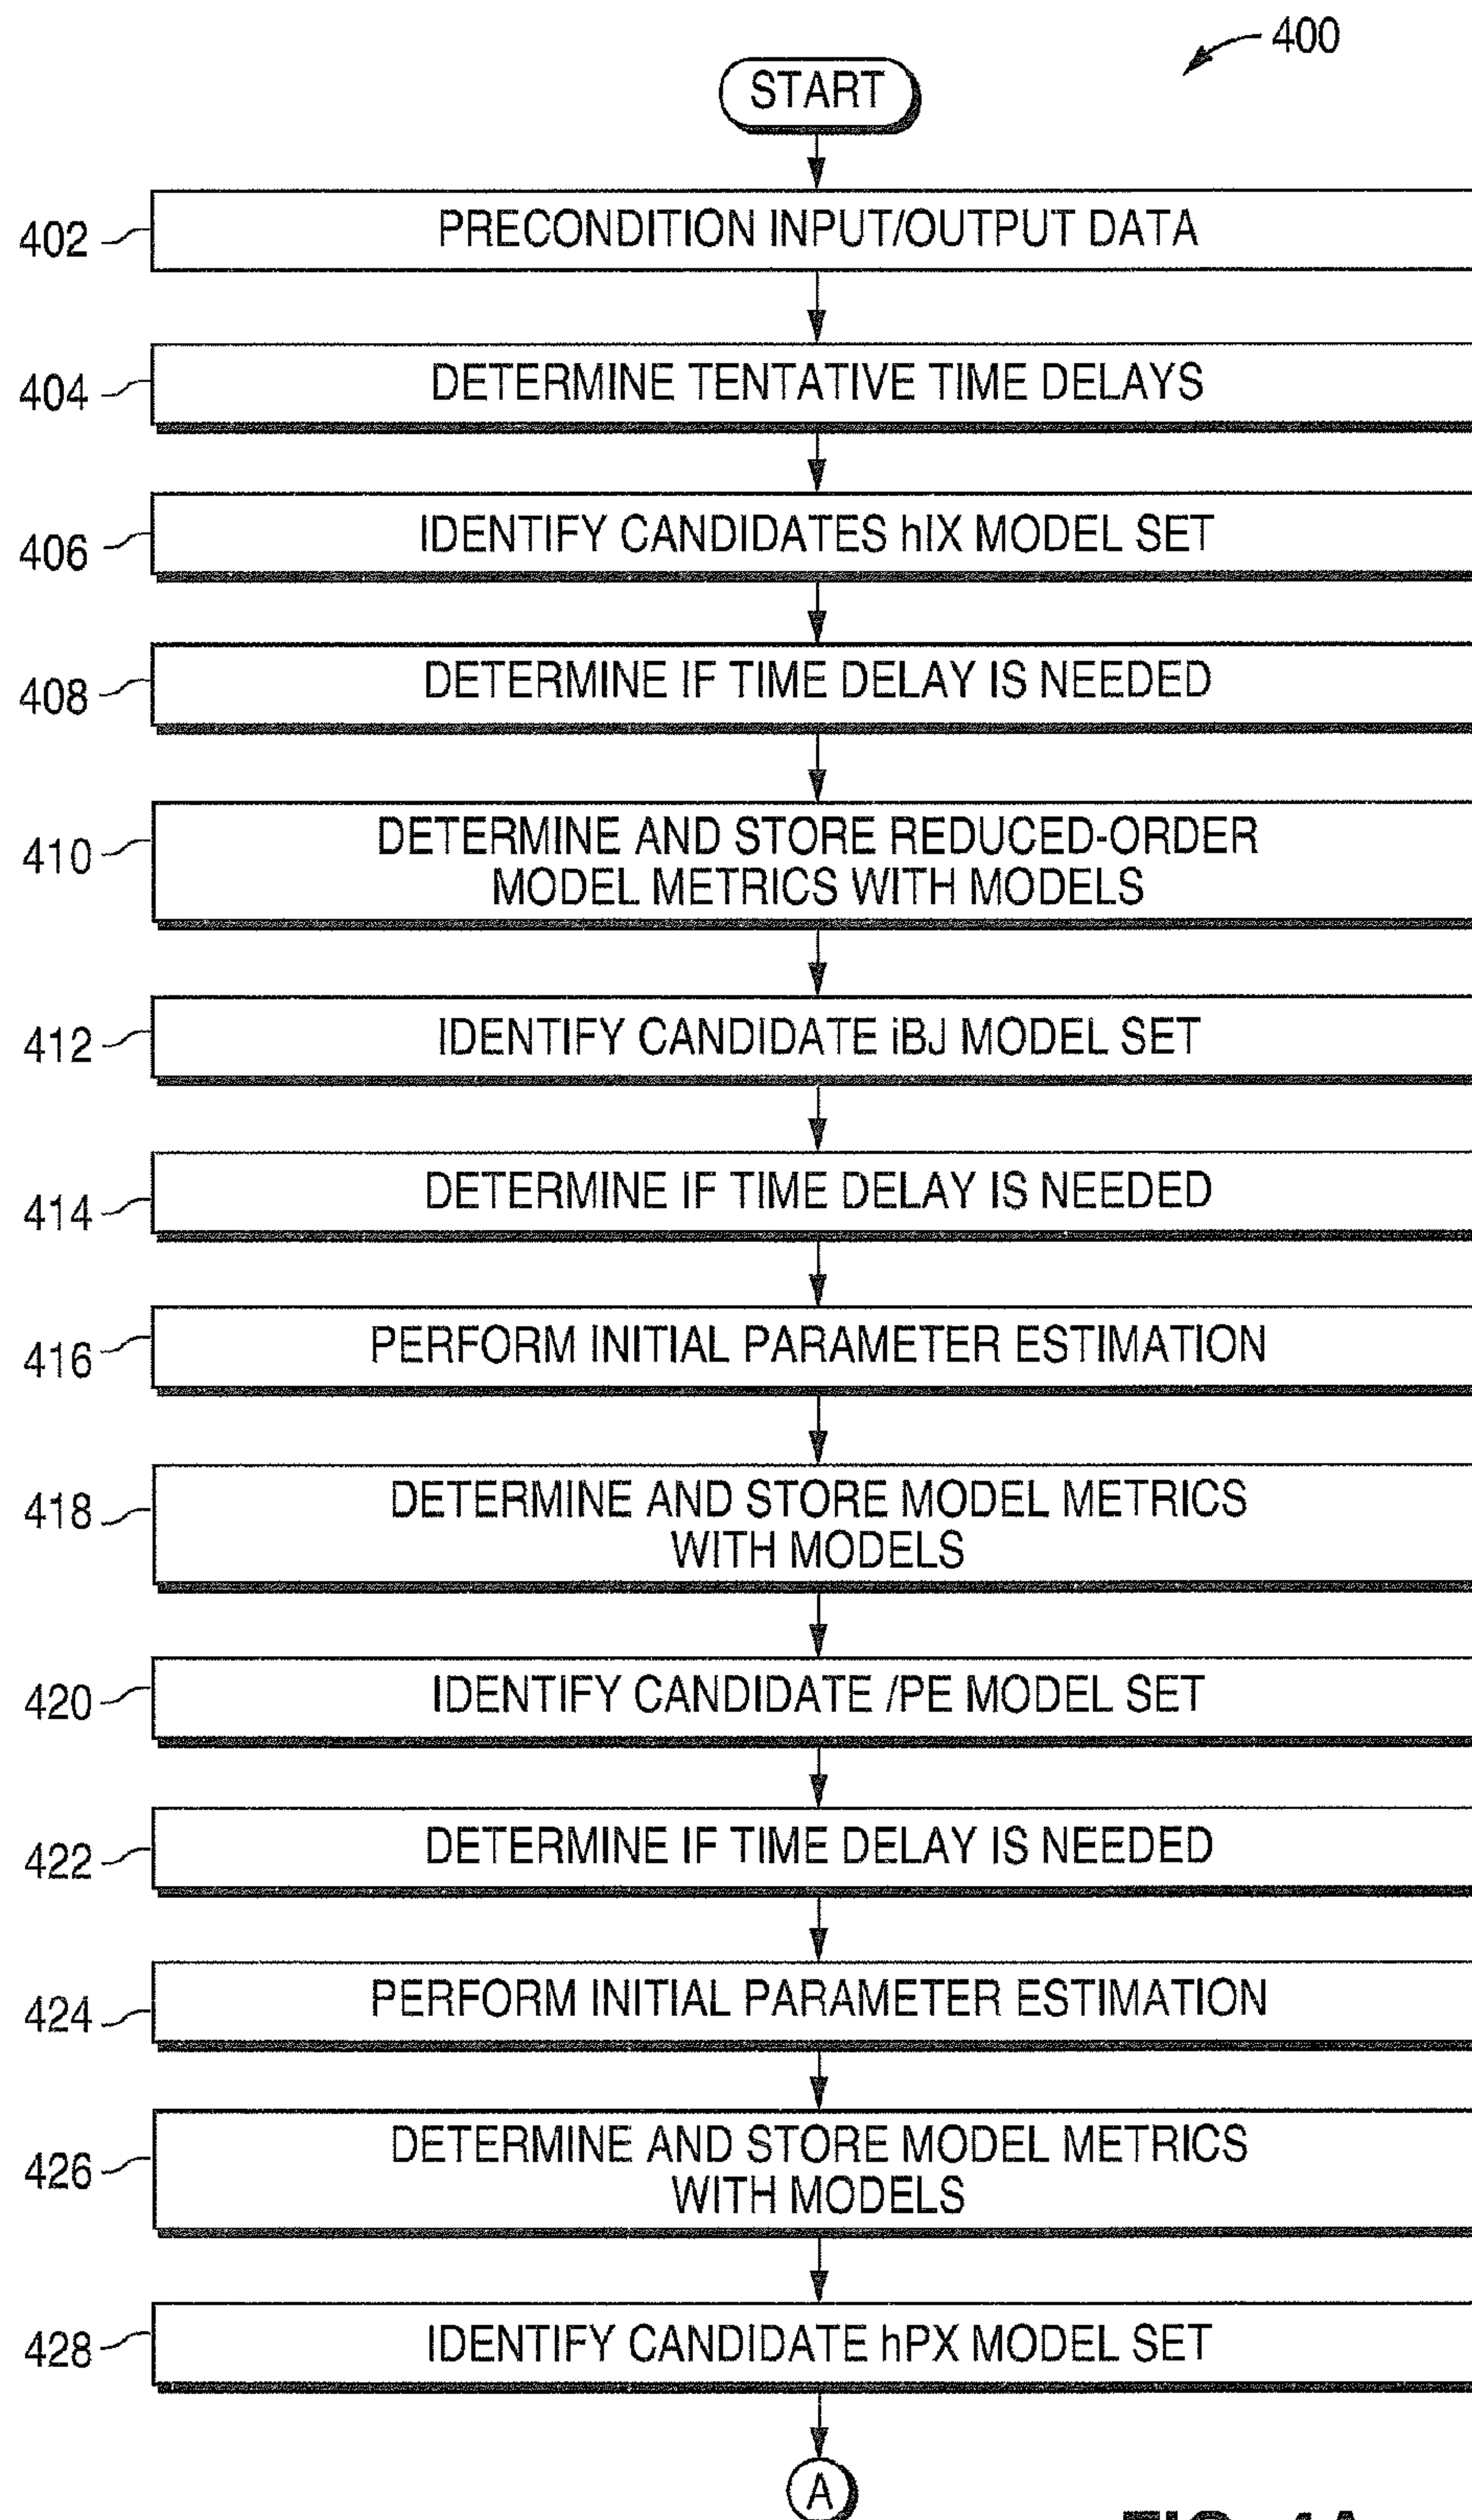 400
START
402 PRECONDITION INPUT/OUTPUT DATA
404 DETERMINE TENTATIVE TIME DELAYS
406 IDENTIFY CANDIDATES hIX MODEL SET
408 DETERMINE IF TIME DELAY IS NEEDED
410 DETERMINE AND STORE REDUCED-ORDER
MODEL METRICS WITH MODELS
412 IDENTIFY CANDIDATE iBJ MODEL SET
414 DETERMINE IF TIME DELAY IS NEEDED
416 PERFORM INITIAL PARAMETER ESTIMATION
418 DETERMINE AND STORE MODEL METRICS
WITH MODELS
420 IDENTIFY CANDIDATE /PE MODEL SET
422 DETERMINE IF TIME DELAY IS NEEDED
424 PERFORM INITIAL PARAMETER ESTIMATION
426 DETERMINE AND STORE MODEL METRICS
WITH MODELS
428 IDENTIFY CANDIDATE hPX MODEL SET
A